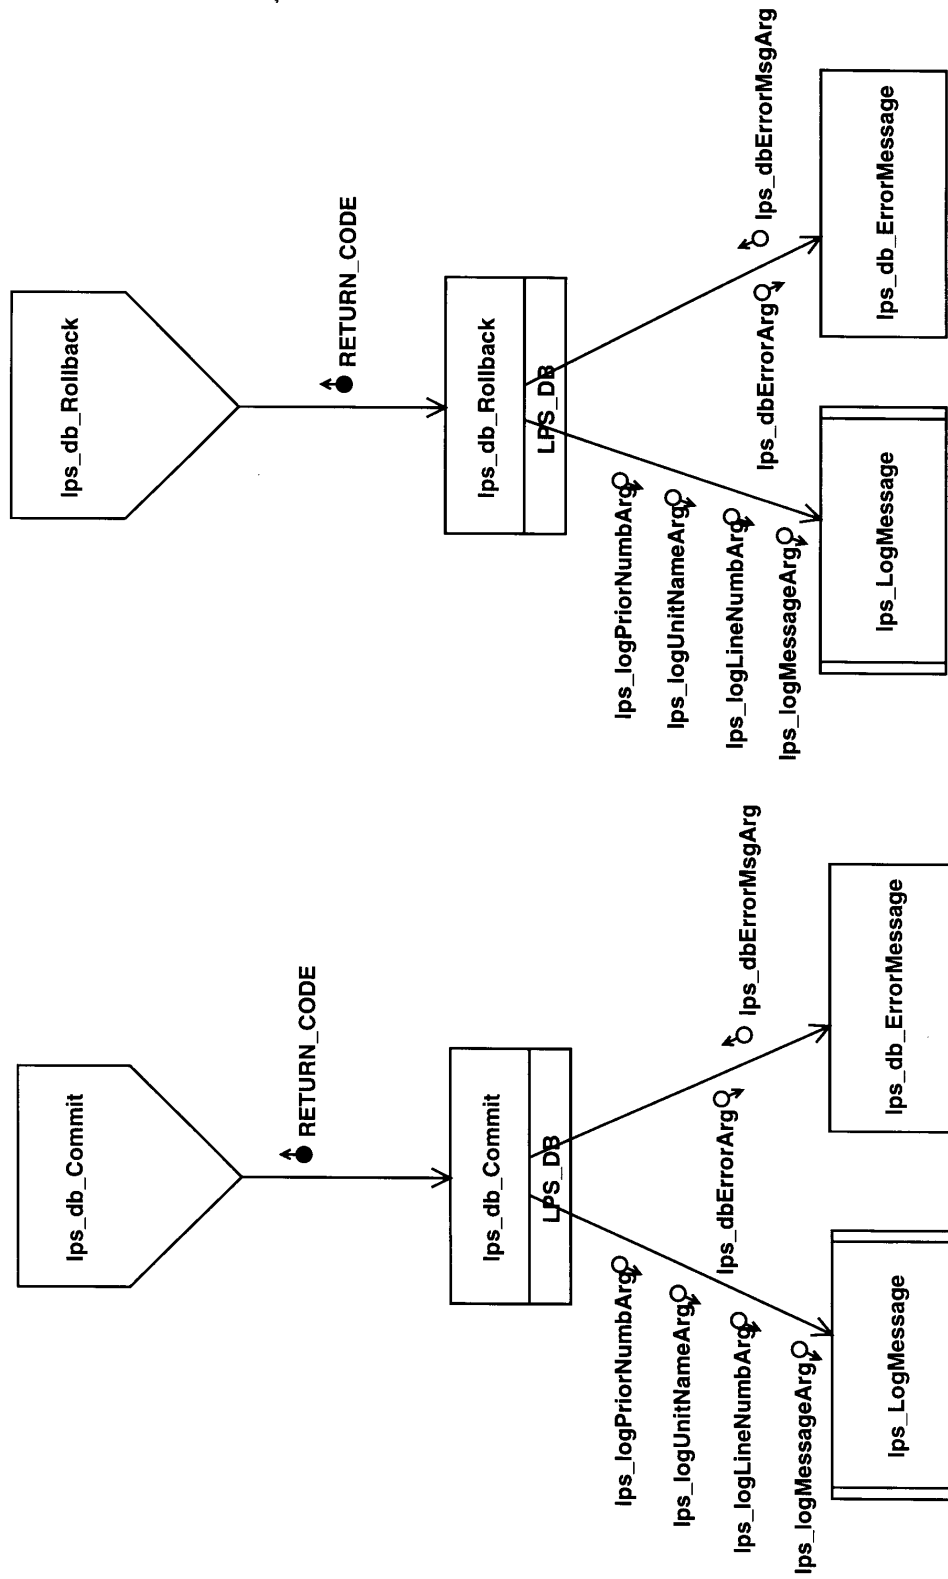 lps_db_Commit
RETURN_CODE
lps_db_Commit
LPS_DB
lps_logPriorNumbArg
lps_logUnitNameArg
lps_logLineNumbArg
lps_logMessageArg
lps_dbErrorArg
lps_dbErrorMsgArg
lps_LogMessage
lps_db_ErrorMessage
lps_db_Rollback
RETURN_CODE
lps_db_Rollback
LPS_DB
lps_logPriorNumbArg
lps_logUnitNameArg
lps_logLineNumbArg
lps_logMessageArg
lps_dbErrorArg
lps_dbErrorMsgArg
lps_LogMessage
lps_db_ErrorMessage